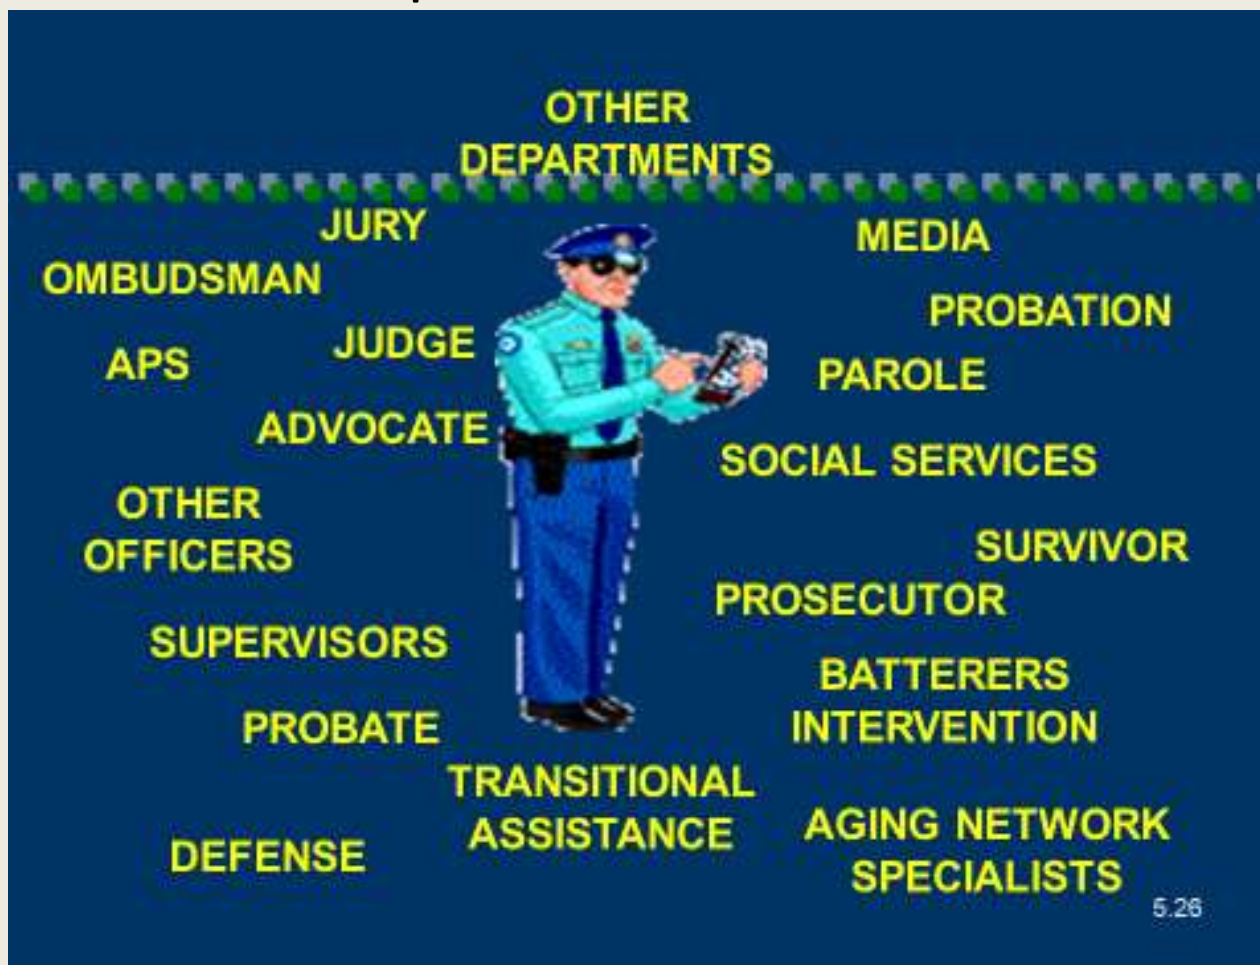 OTHER
DEPARTMENTS
JURY
MEDIA
OMBUDSMAN
PROBATION
JUDGE
APS
PAROLE
ADVOCATE
SOCIAL SERVICES
OTHER
OFFICERS
SURVIVOR
PROSECUTOR
SUPERVISORS
BATTERERS
INTERVENTION
PROBATE
TRANSITIONAL
ASSISTANCE
AGING NETWORK
SPECIALISTS
DEFENSE
5.26